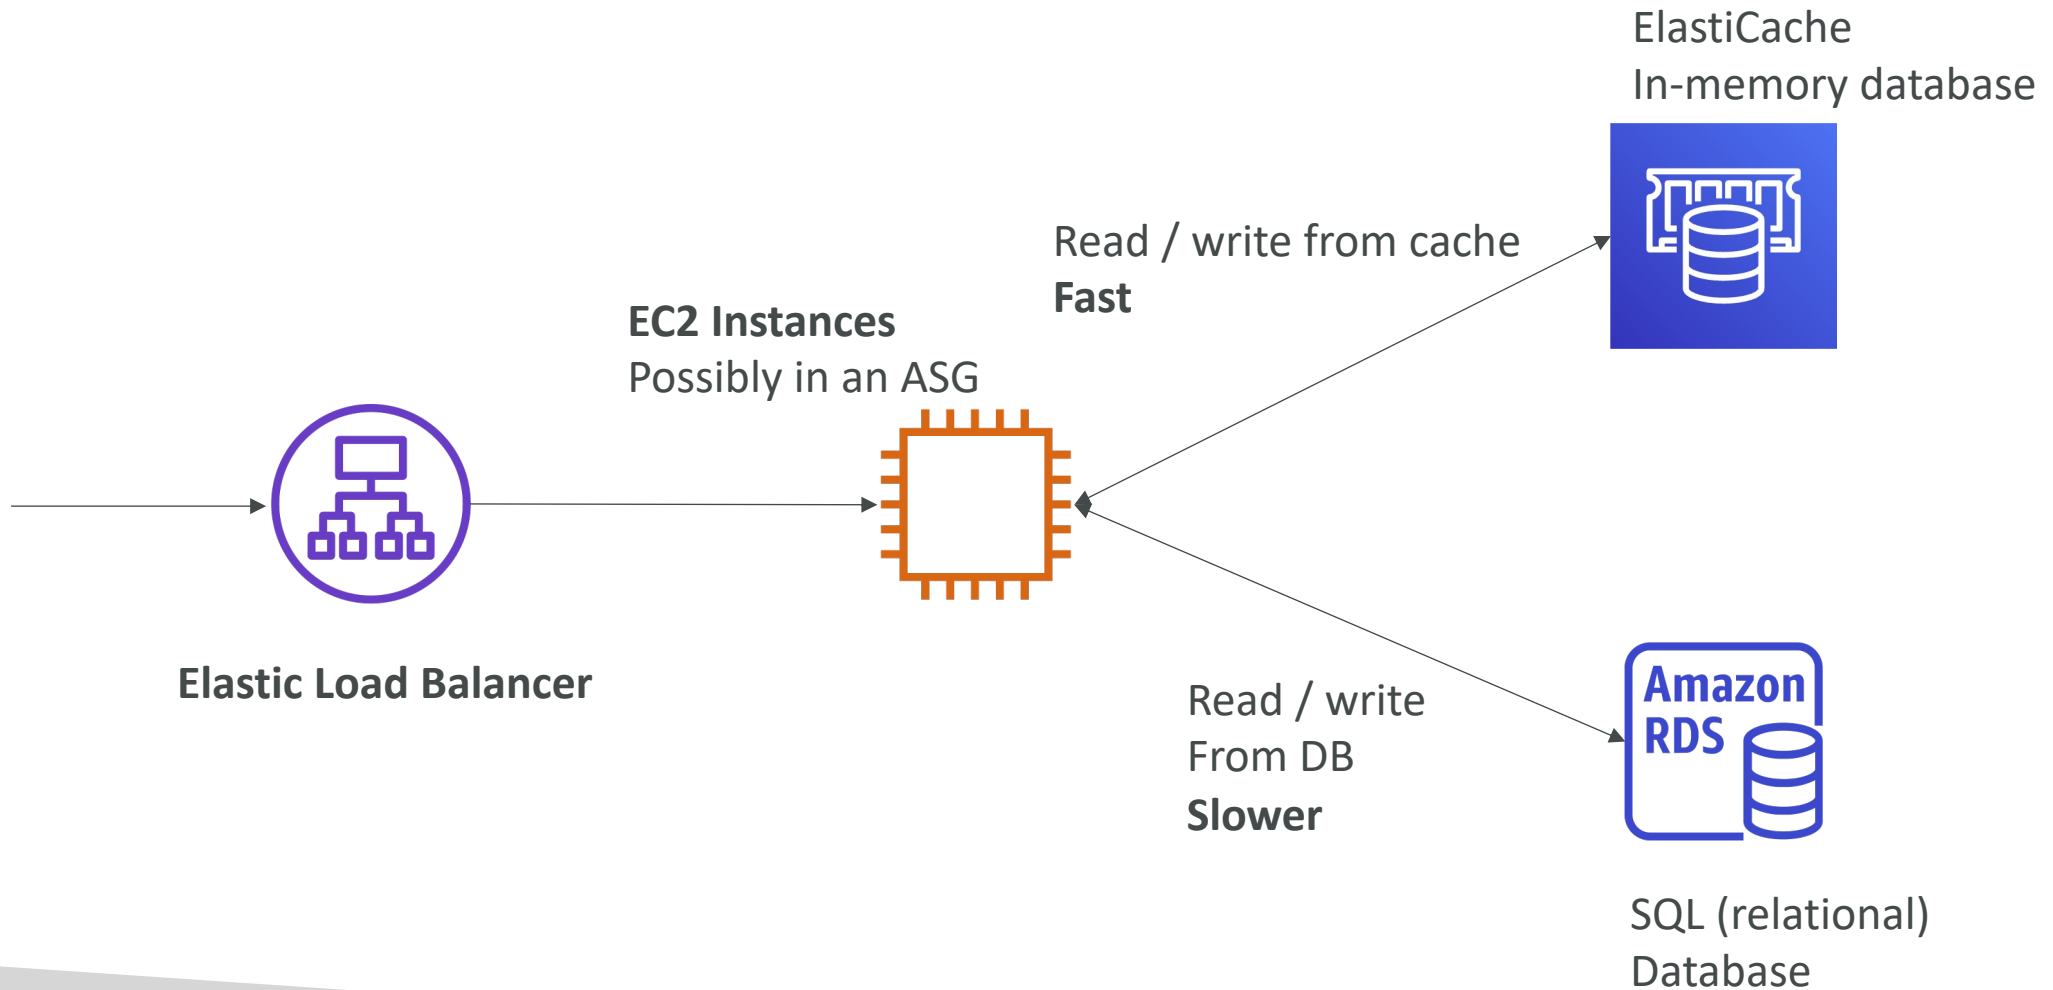 ElastiCache
In-memory database
Read / write from cache
Fast
EC2 Instances
Possibly in an ASG
Elastic Load Balancer
Read / write
From DB
Slower
Amazon
RDS
SQL (relational)
Database